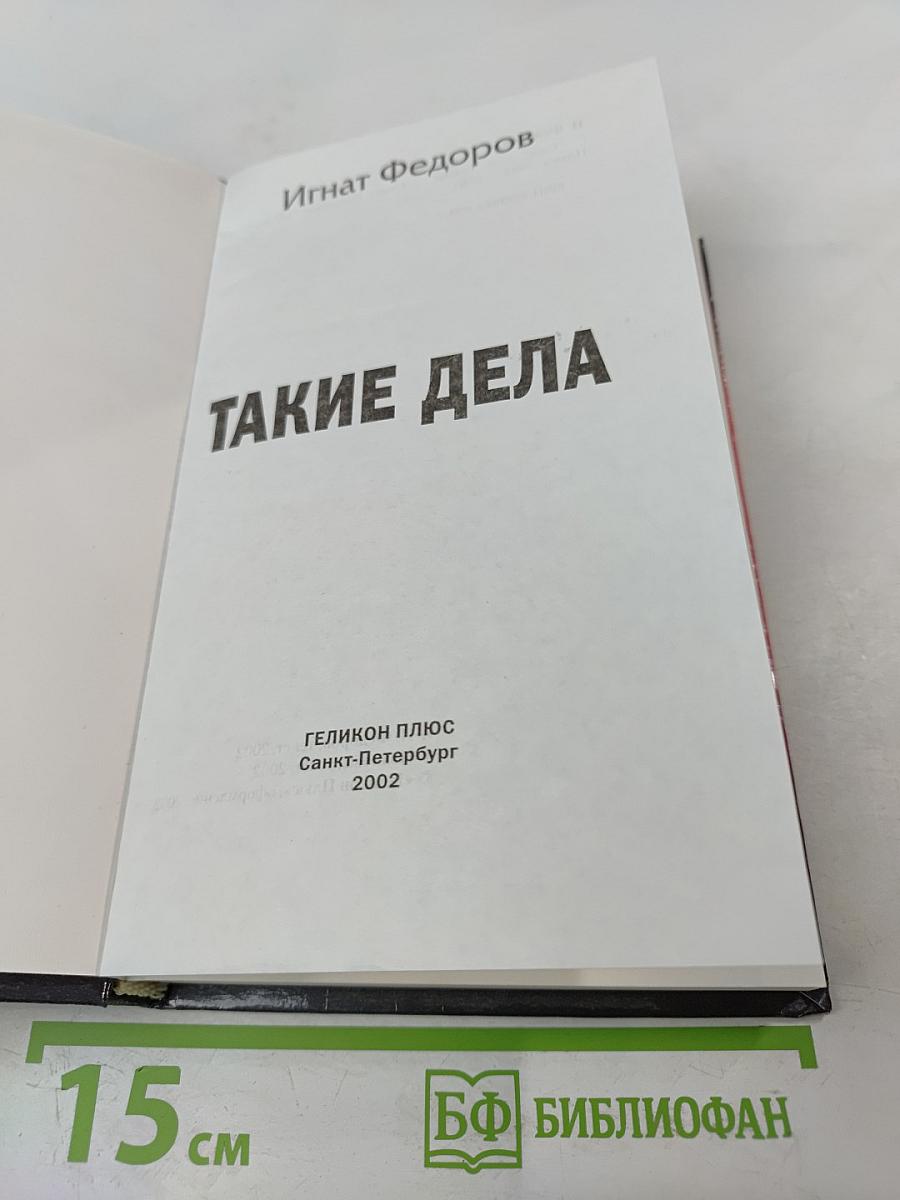 Игнат Федоров
ТАКИЕ ДЕЛА
ГЕЛИКОН ПЛЮС
Санкт-Петербург
2002
15 см
БФ БИБЛИОФАН